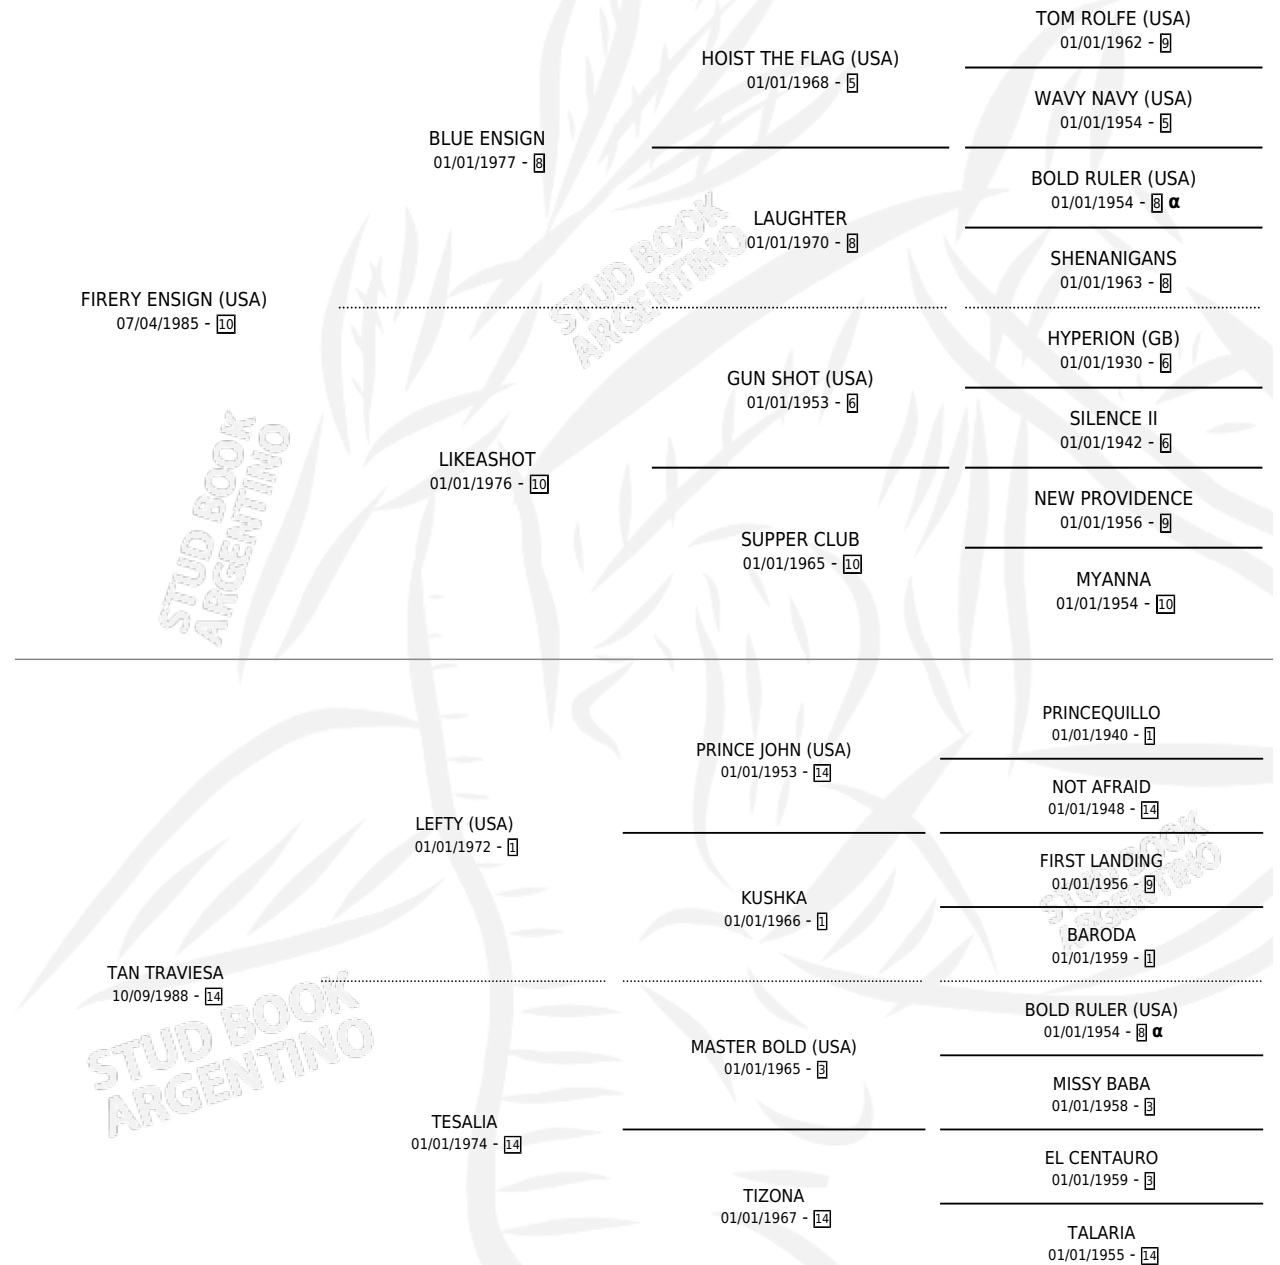 TOM ROLFE (USA)
01/01/1962 - 9
HOIST THE FLAG (USA)
01/01/1968 - 5
WAVY NAVY (USA)
01/01/1954 - 5
BLUE ENSIGN
01/01/1977 - 8
BOLD RULER (USA)
01/01/1954 - 8 α
LAUGHTER
01/01/1970 - 8
SHENANIGANS
01/01/1963 - 8
FIRERY ENSIGN (USA)
07/04/1985 - 10
HYPERION (GB)
01/01/1930 - 6
GUN SHOT (USA)
01/01/1953 - 6
SILENCE II
01/01/1942 - 6
LIKEASHOT
01/01/1976 - 10
NEW PROVIDENCE
01/01/1956 - 9
SUPPER CLUB
01/01/1965 - 10
MYANNA
01/01/1954 - 10
PRINCEQUILLO
01/01/1940 - 1
PRINCE JOHN (USA)
01/01/1953 - 14
NOT AFRAID
01/01/1948 - 14
LEFTY (USA)
01/01/1972 - 1
FIRST LANDING
01/01/1956 - 9
KUSHKA
01/01/1966 - 1
BARODA
01/01/1959 - 1
TAN TRAVIESA
10/09/1988 - 14
BOLD RULER (USA)
01/01/1954 - 8 α
MASTER BOLD (USA)
01/01/1965 - 3
MISSY BABA
01/01/1958 - 3
TESALIA
01/01/1974 - 14
EL CENTAURO
01/01/1959 - 3
TIZONA
01/01/1967 - 14
TALARIA
01/01/1955 - 14
STUD BOOK
ARGENTINO
STUD BOOK
ARGENTINO
STUD BOOK
ARGENTINO
STUD BOOK
ARGENTINO